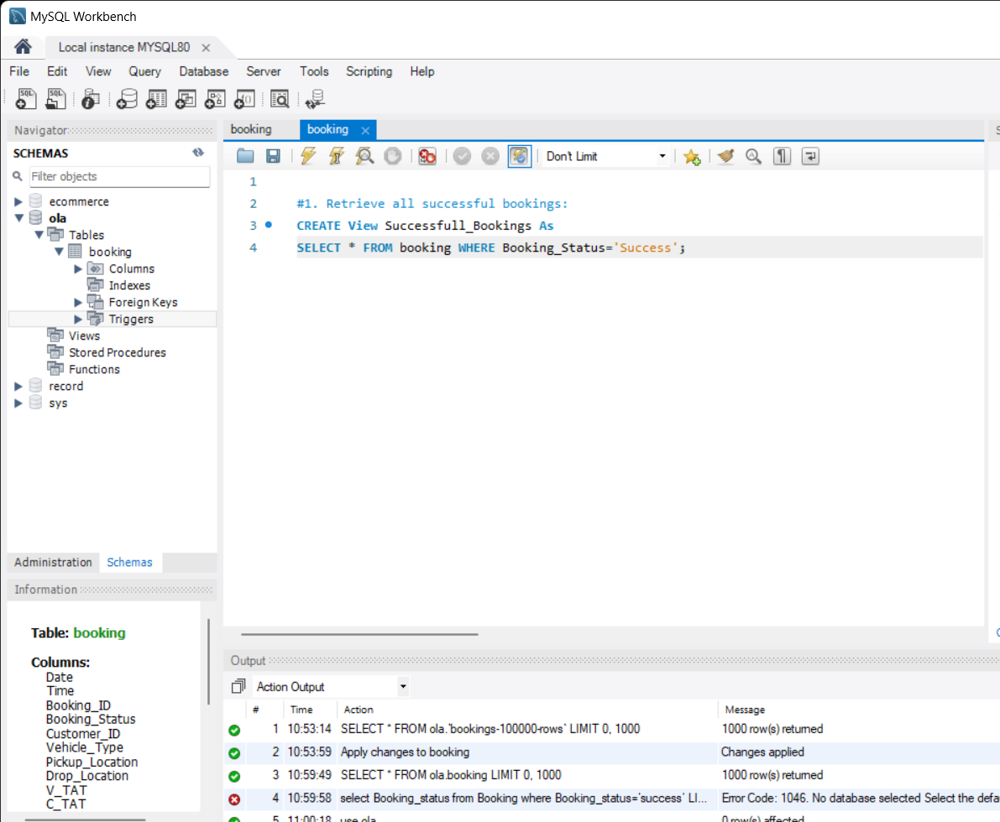 MySQL Workbench
Local instance MYSQL80
File Edit View Query Database Server Tools Scripting Help
Navigator
SCHEMAS
Filter objects
ecommerce
ola
Tables
booking
Columns
Indexes
Foreign Keys
Triggers
Views
Stored Procedures
Functions
record
sys
Administration Schemas
Information
Table: booking
Columns:
Date
Time
Booking_ID
Booking_Status
Customer_ID
Vehicle_Type
Pickup_Location
Drop_Location
V_TAT
C_TAT
booking booking
Don't Limit
1
2 #1. Retrieve all successful bookings:
3 CREATE View Successfull_Bookings As
4 SELECT * FROM booking WHERE Booking_Status='Success';
Output
Action Output
# Time Action Message
1 10:53:14 SELECT * FROM ola.`bookings-100000-rows` LIMIT 0, 1000 1000 row(s) returned
2 10:53:59 Apply changes to booking Changes applied
3 10:59:49 SELECT * FROM ola.booking LIMIT 0, 1000 1000 row(s) returned
4 10:59:58 select Booking_status from Booking where Booking_status='success' LI... Error Code: 1046. No database selected Select the defa
5 11:00:18 use ola 0 row(s) affected